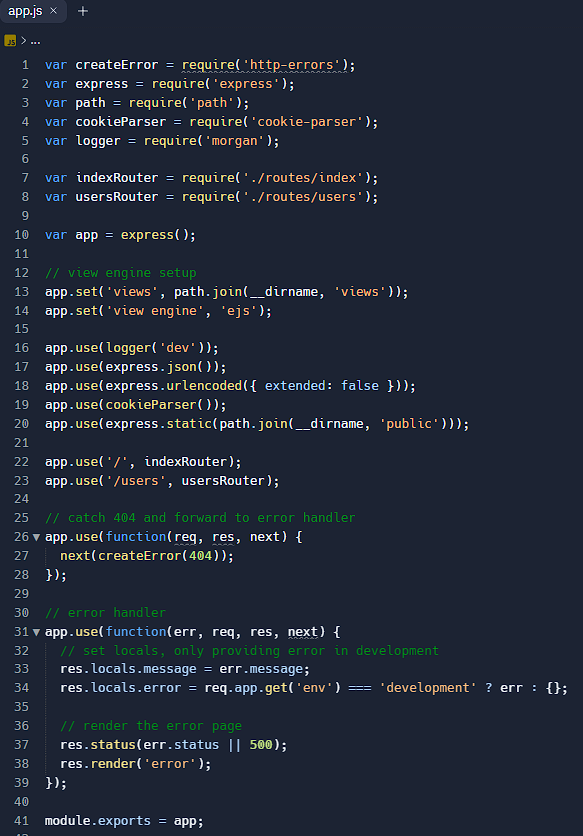 app.js × +
JS > ...
1 var createError = require('http-errors');
2 var express = require('express');
3 var path = require('path');
4 var cookieParser = require('cookie-parser');
5 var logger = require('morgan');
6
7 var indexRouter = require('./routes/index');
8 var usersRouter = require('./routes/users');
9
10 var app = express();
11
12 // view engine setup
13 app.set('views', path.join(__dirname, 'views'));
14 app.set('view engine', 'ejs');
15
16 app.use(logger('dev'));
17 app.use(express.json());
18 app.use(express.urlencoded({ extended: false }));
19 app.use(cookieParser());
20 app.use(express.static(path.join(__dirname, 'public')));
21
22 app.use('/', indexRouter);
23 app.use('/users', usersRouter);
24
25 // catch 404 and forward to error handler
26 app.use(function(req, res, next) {
27   next(createError(404));
28 });
29
30 // error handler
31 app.use(function(err, req, res, next) {
32   // set locals, only providing error in development
33   res.locals.message = err.message;
34   res.locals.error = req.app.get('env') === 'development' ? err : {};
35
36   // render the error page
37   res.status(err.status || 500);
38   res.render('error');
39 });
40
41 module.exports = app;